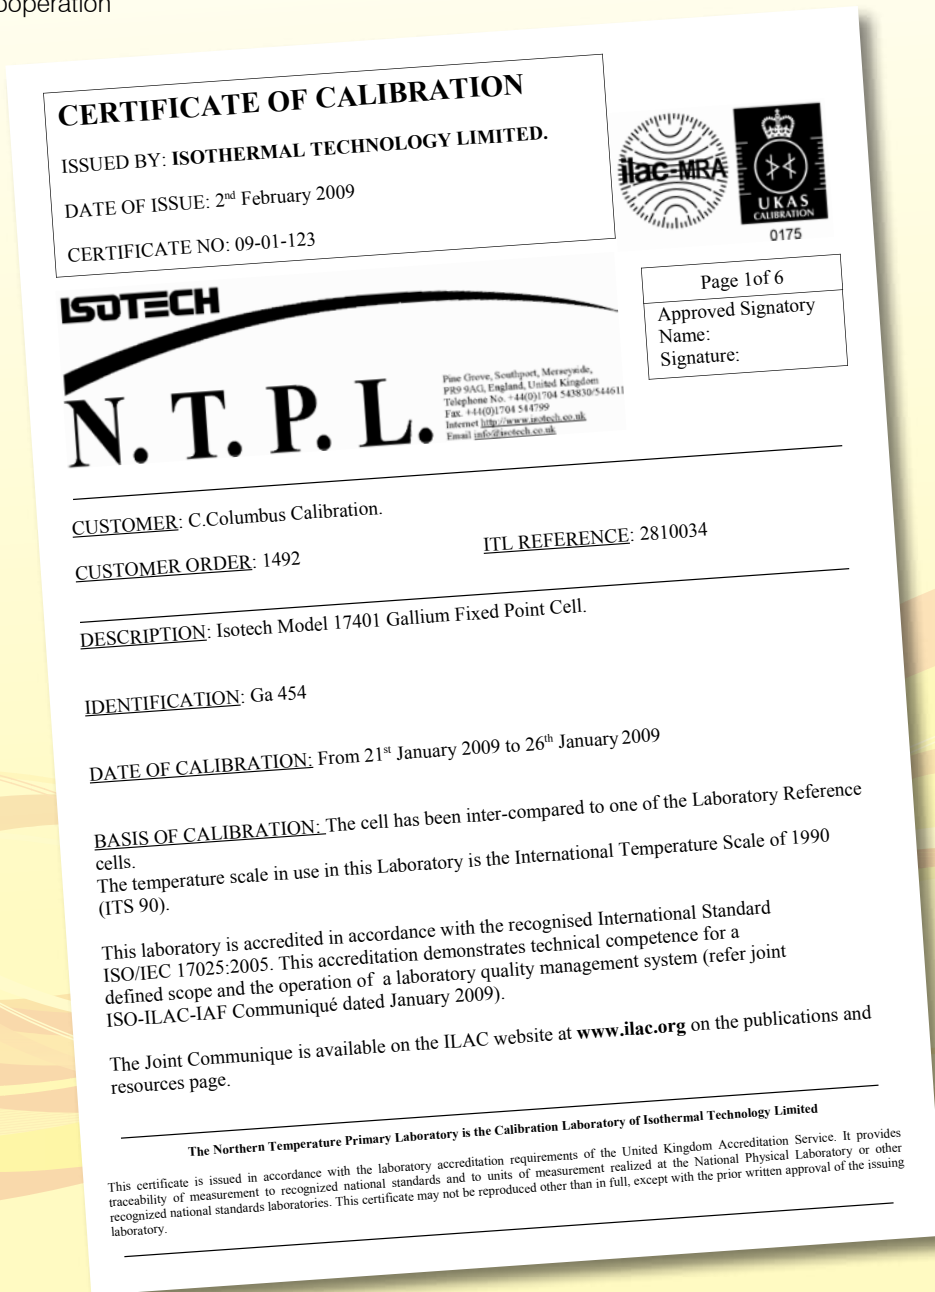 ooperation
CERTIFICATE OF CALIBRATION
ISSUED BY: ISOTHERMAL TECHNOLOGY LIMITED.
DATE OF ISSUE: 2nd February 2009
CERTIFICATE NO: 09-01-123
ilac-MRA
UKAS
CALIBRATION
0175
ISOTECH
N. T. P. L.
Pine Grove, Southport, Merseyside,
PR9 9AG, England, United Kingdom
Telephone No. +44(0)1704 543830/544611
Fax. +44(0)1704 544799
Internet http://www.isotech.co.uk
Email info@isotech.co.uk
Page 1of 6
Approved Signatory
Name:
Signature:
CUSTOMER: C.Columbus Calibration.
CUSTOMER ORDER: 1492 ITL REFERENCE: 2810034
DESCRIPTION: Isotech Model 17401 Gallium Fixed Point Cell.
IDENTIFICATION: Ga 454
DATE OF CALIBRATION: From 21st January 2009 to 26th January 2009
BASIS OF CALIBRATION: The cell has been inter-compared to one of the Laboratory Reference
cells.
The temperature scale in use in this Laboratory is the International Temperature Scale of 1990
(ITS 90).
This laboratory is accredited in accordance with the recognised International Standard
ISO/IEC 17025:2005. This accreditation demonstrates technical competence for a
defined scope and the operation of a laboratory quality management system (refer joint
ISO-ILAC-IAF Communiqué dated January 2009).
The Joint Communique is available on the ILAC website at www.ilac.org on the publications and
resources page.
The Northern Temperature Primary Laboratory is the Calibration Laboratory of Isothermal Technology Limited
This certificate is issued in accordance with the laboratory accreditation requirements of the United Kingdom Accreditation Service. It provides
traceability of measurement to recognized national standards and to units of measurement realized at the National Physical Laboratory or other
recognized national standards laboratories. This certificate may not be reproduced other than in full, except with the prior written approval of the issuing
laboratory.